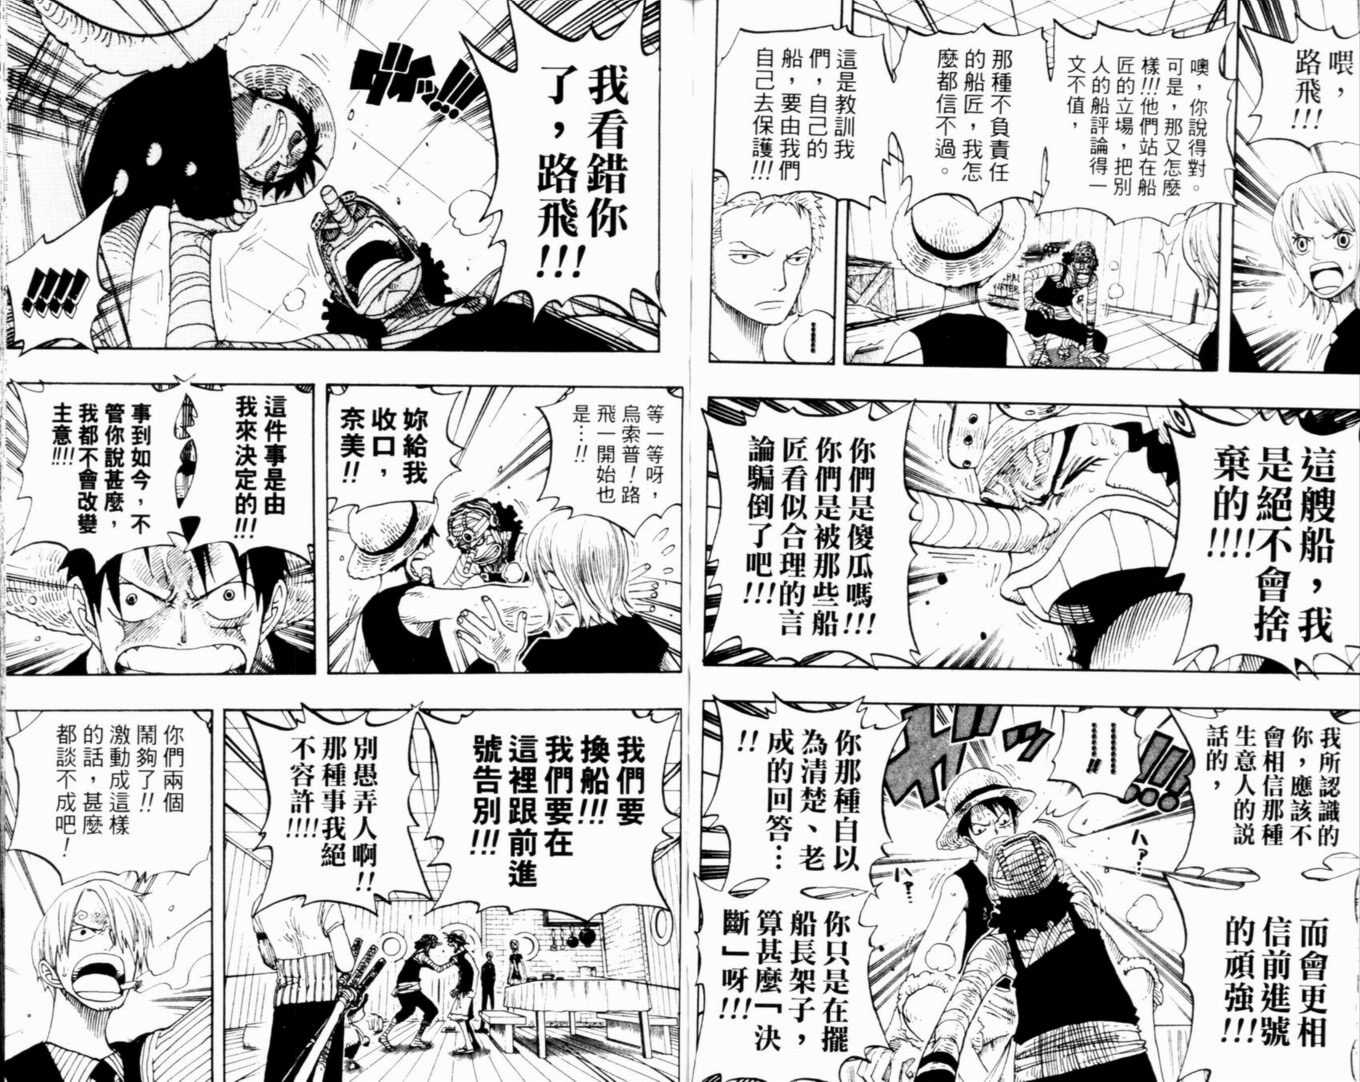 喂，
路飛!!!
噢，你說得對。
可是，那又怎麼
樣!!!他們站在船
匠的立場，把別
人的船評論得一
文不值，
那種不負責任
的船匠，我怎
麼都信不過。
這是教訓我
們，自己的
船，要由我們
自己去保護!!!
這艘船，我
是絕不會捨
棄的!!!!
你們是傻瓜嗎!!!
你們是被那些船
匠看似合理的言
論騙倒了吧!!!
我所認識的
你，應該不
會相信那種
生意人的說
話的，
而會更相
信前進號
的頑強!!!
ハ?
ハ?
你那種自以
為清楚、老
成的回答…
!!
你只是在擺
船長架子，
算甚麼「決
斷」呀!!!
我看錯你
了，路飛!!!
等一等呀，
烏索普！路
飛一開始也
是…!!
妳給我
收口，
奈美!!
這件事是由
我來決定的!!!
事到如今，不
管你說甚麼，
我都不會改變
主意!!!!
我們要
換船!!!
我們要在
這裡跟前進
號告別!!!
別愚弄人啊!!
那種事我絕
不容許!!!!
你們兩個
鬧夠了!!
激動成這樣
的話，甚麼
都談不成吧！